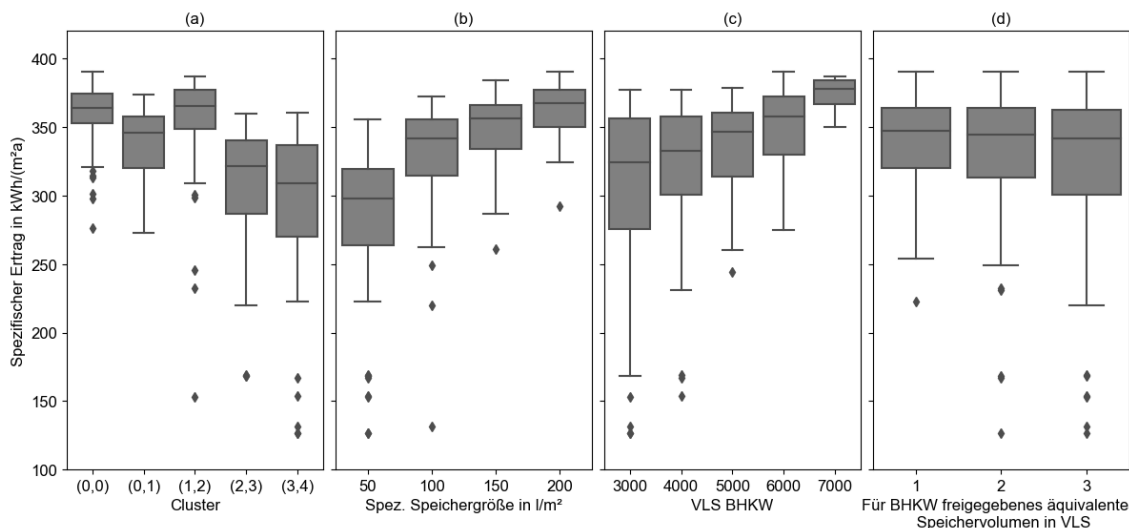 (a)
(b)
(c)
(d)
Spezifischer Ertrag in kWh/(m²a)
400
350
300
250
200
150
100
(0,0) (0,1) (1,2) (2,3) (3,4)
Cluster
50 100 150 200
Spez. Speichergröße in l/m²
3000 4000 5000 6000 7000
VLS BHKW
1 2 3
Für BHKW freigegebenes äquivalente
Speichervolumen in VLS